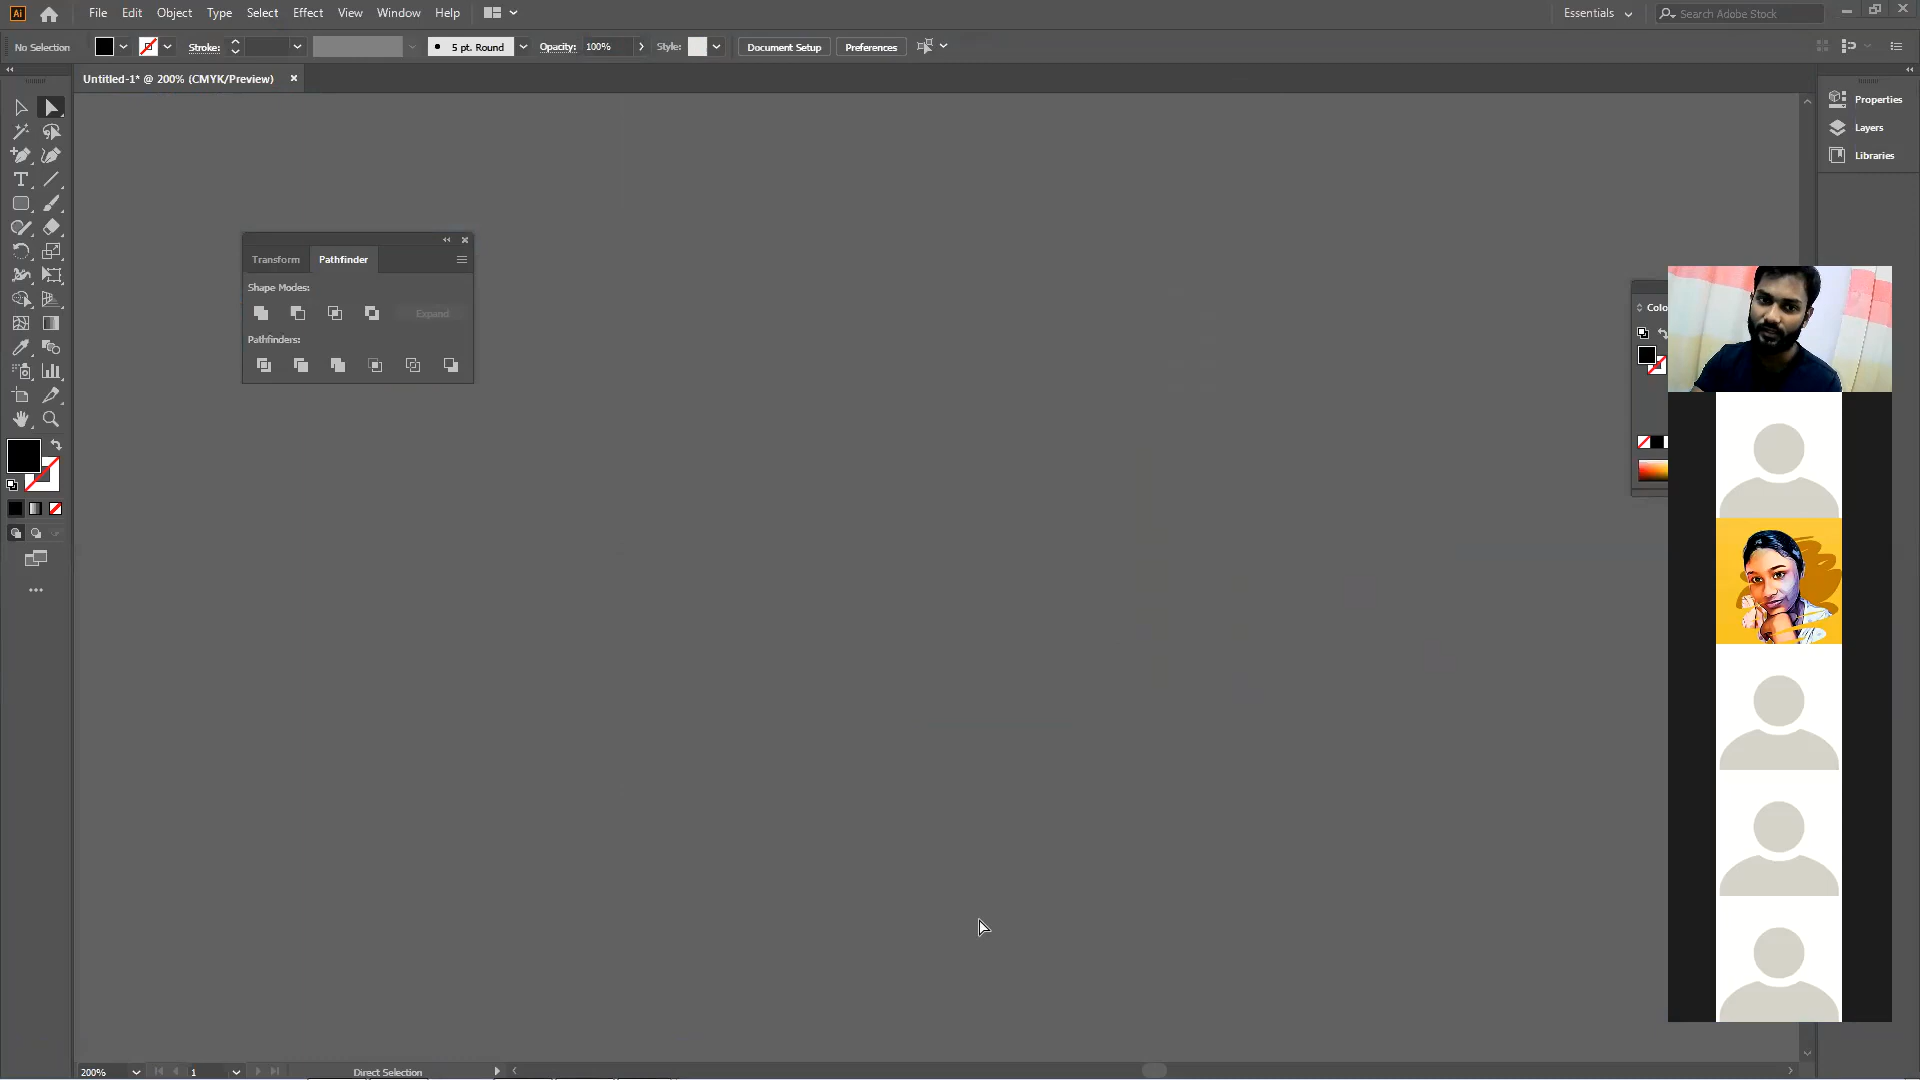 Ai File Edit Object Type Select Effect View Window Help Essentials Search Adobe Stock
No Selection Stroke: 5 pt. Round Opacity: 100% Style: Document Setup Preferences
Untitled-1* @ 200% (CMYK/Preview)
Properties
Layers
Libraries
Transform Pathfinder
Shape Modes:
Expand
Pathfinders:
Colo
200% 1 Direct Selection